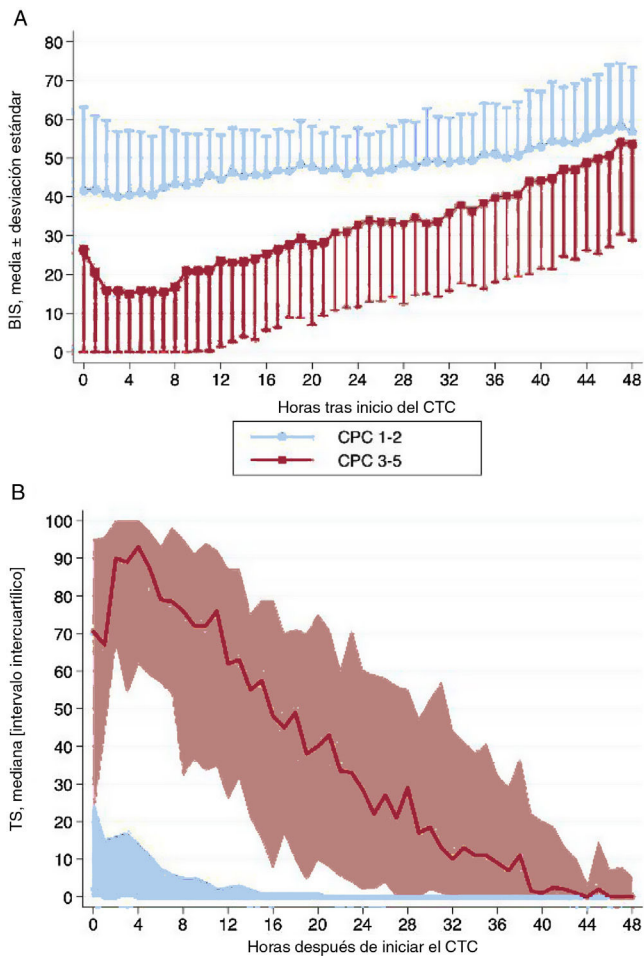 A
80
70
60
50
40
30
20
10
0
BIS, media ± desviación estándar
0 4 8 12 16 20 24 28 32 36 40 44 48
Horas tras inicio del CTC
CPC 1-2
CPC 3-5
B
100
90
80
70
60
50
40
30
20
10
0
TS, mediana [intervalo intercuartílico]
0 4 8 12 16 20 24 28 32 36 40 44 48
Horas después de iniciar el CTC